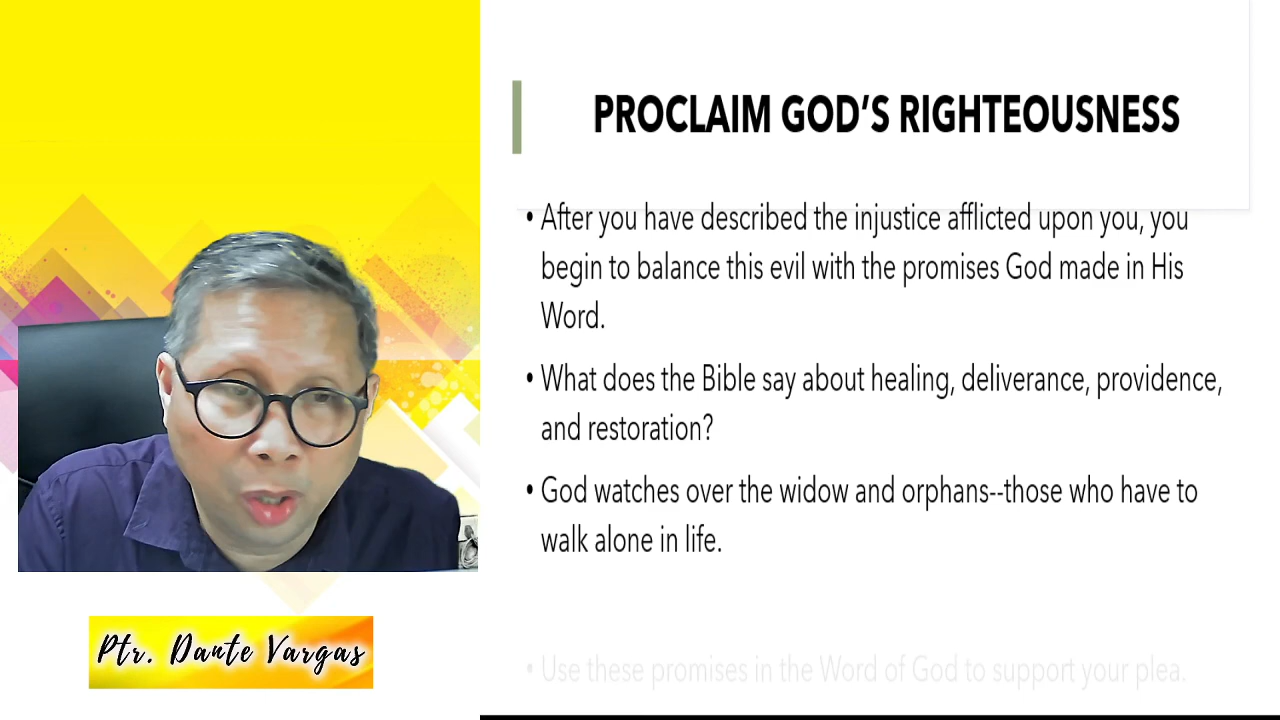 PROCLAIM GOD'S RIGHTEOUSNESS
• After you have described the injustice afflicted upon you, you
begin to balance this evil with the promises God made in His
Word.
• What does the Bible say about healing, deliverance, providence,
and restoration?
• God watches over the widow and orphans--those who have to
walk alone in life.
• Use these promises in the Word of God to support your plea.
Ptr. Dante Vargas